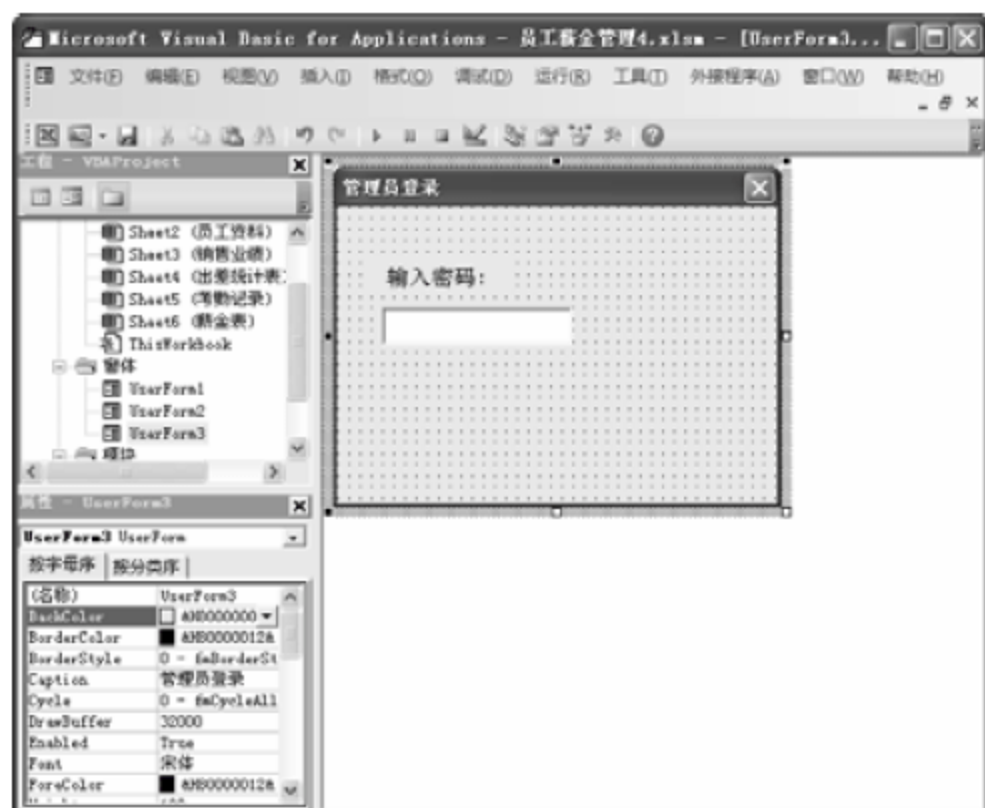 Microsoft Visual Basic for Applications - 员工薪金管理4.xlsm - [UserForm3...
文件(F) 编辑(E) 视图(V) 插入(I) 格式(O) 调试(D) 运行(R) 工具(T) 外接程序(A) 窗口(W) 帮助(H)
工程 - VBAProject
Sheet2 (员工资料)
Sheet3 (销售业绩)
Sheet4 (出差统计表)
Sheet5 (考勤记录)
Sheet6 (薪金表)
ThisWorkbook
窗体
UserForm1
UserForm2
UserForm3
模块
属性 - UserForm3
UserForm3 UserForm
按字母序 按分类序
(名称) UserForm3
BackColor &H8000000
BorderColor &H80000012&
BorderStyle 0 - fmBorderSt
Caption 管理员登录
Cycle 0 - fmCycleAll
DrawBuffer 32000
Enabled True
Font 宋体
ForeColor &H80000012&
管理员登录
输入密码: